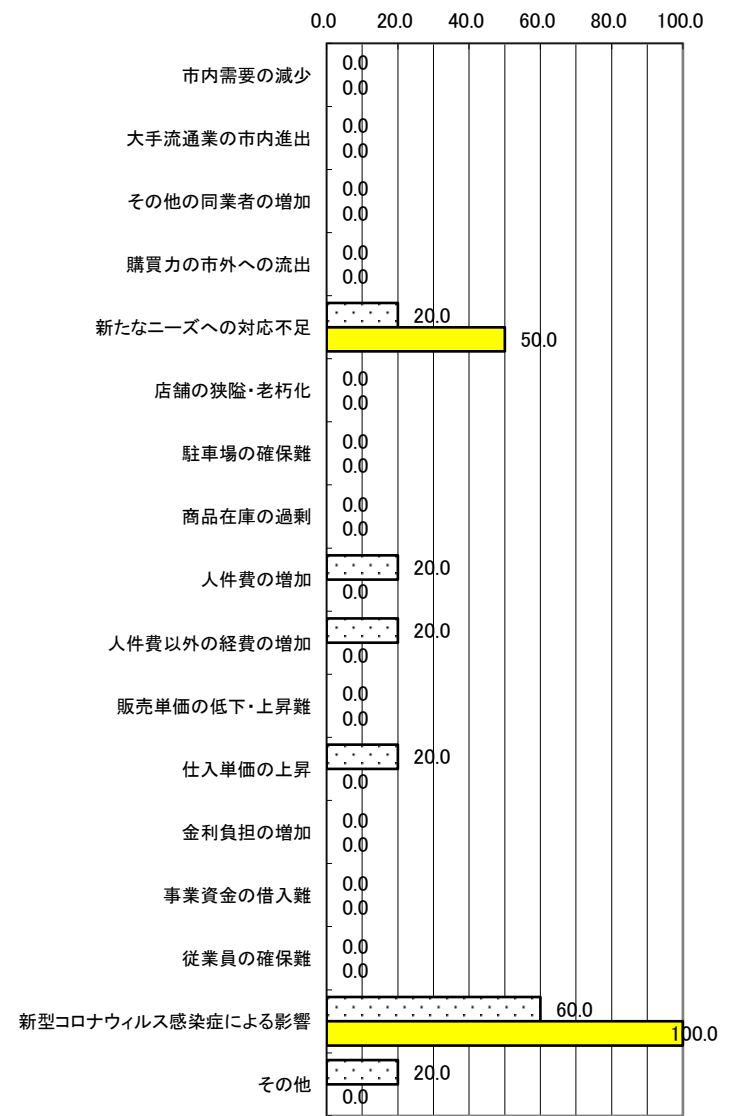 0.0 20.0 40.0 60.0 80.0 100.0
市内需要の減少
0.0
0.0
大手流通業の市内進出
0.0
0.0
その他の同業者の増加
0.0
0.0
購買力の市外への流出
0.0
0.0
新たなニーズへの対応不足
20.0
50.0
店舗の狭隘・老朽化
0.0
0.0
駐車場の確保難
0.0
0.0
商品在庫の過剰
0.0
0.0
人件費の増加
20.0
0.0
人件費以外の経費の増加
20.0
0.0
販売単価の低下・上昇難
0.0
0.0
仕入単価の上昇
20.0
0.0
金利負担の増加
0.0
0.0
事業資金の借入難
0.0
0.0
従業員の確保難
0.0
0.0
新型コロナウィルス感染症による影響
60.0
100.0
その他
20.0
0.0